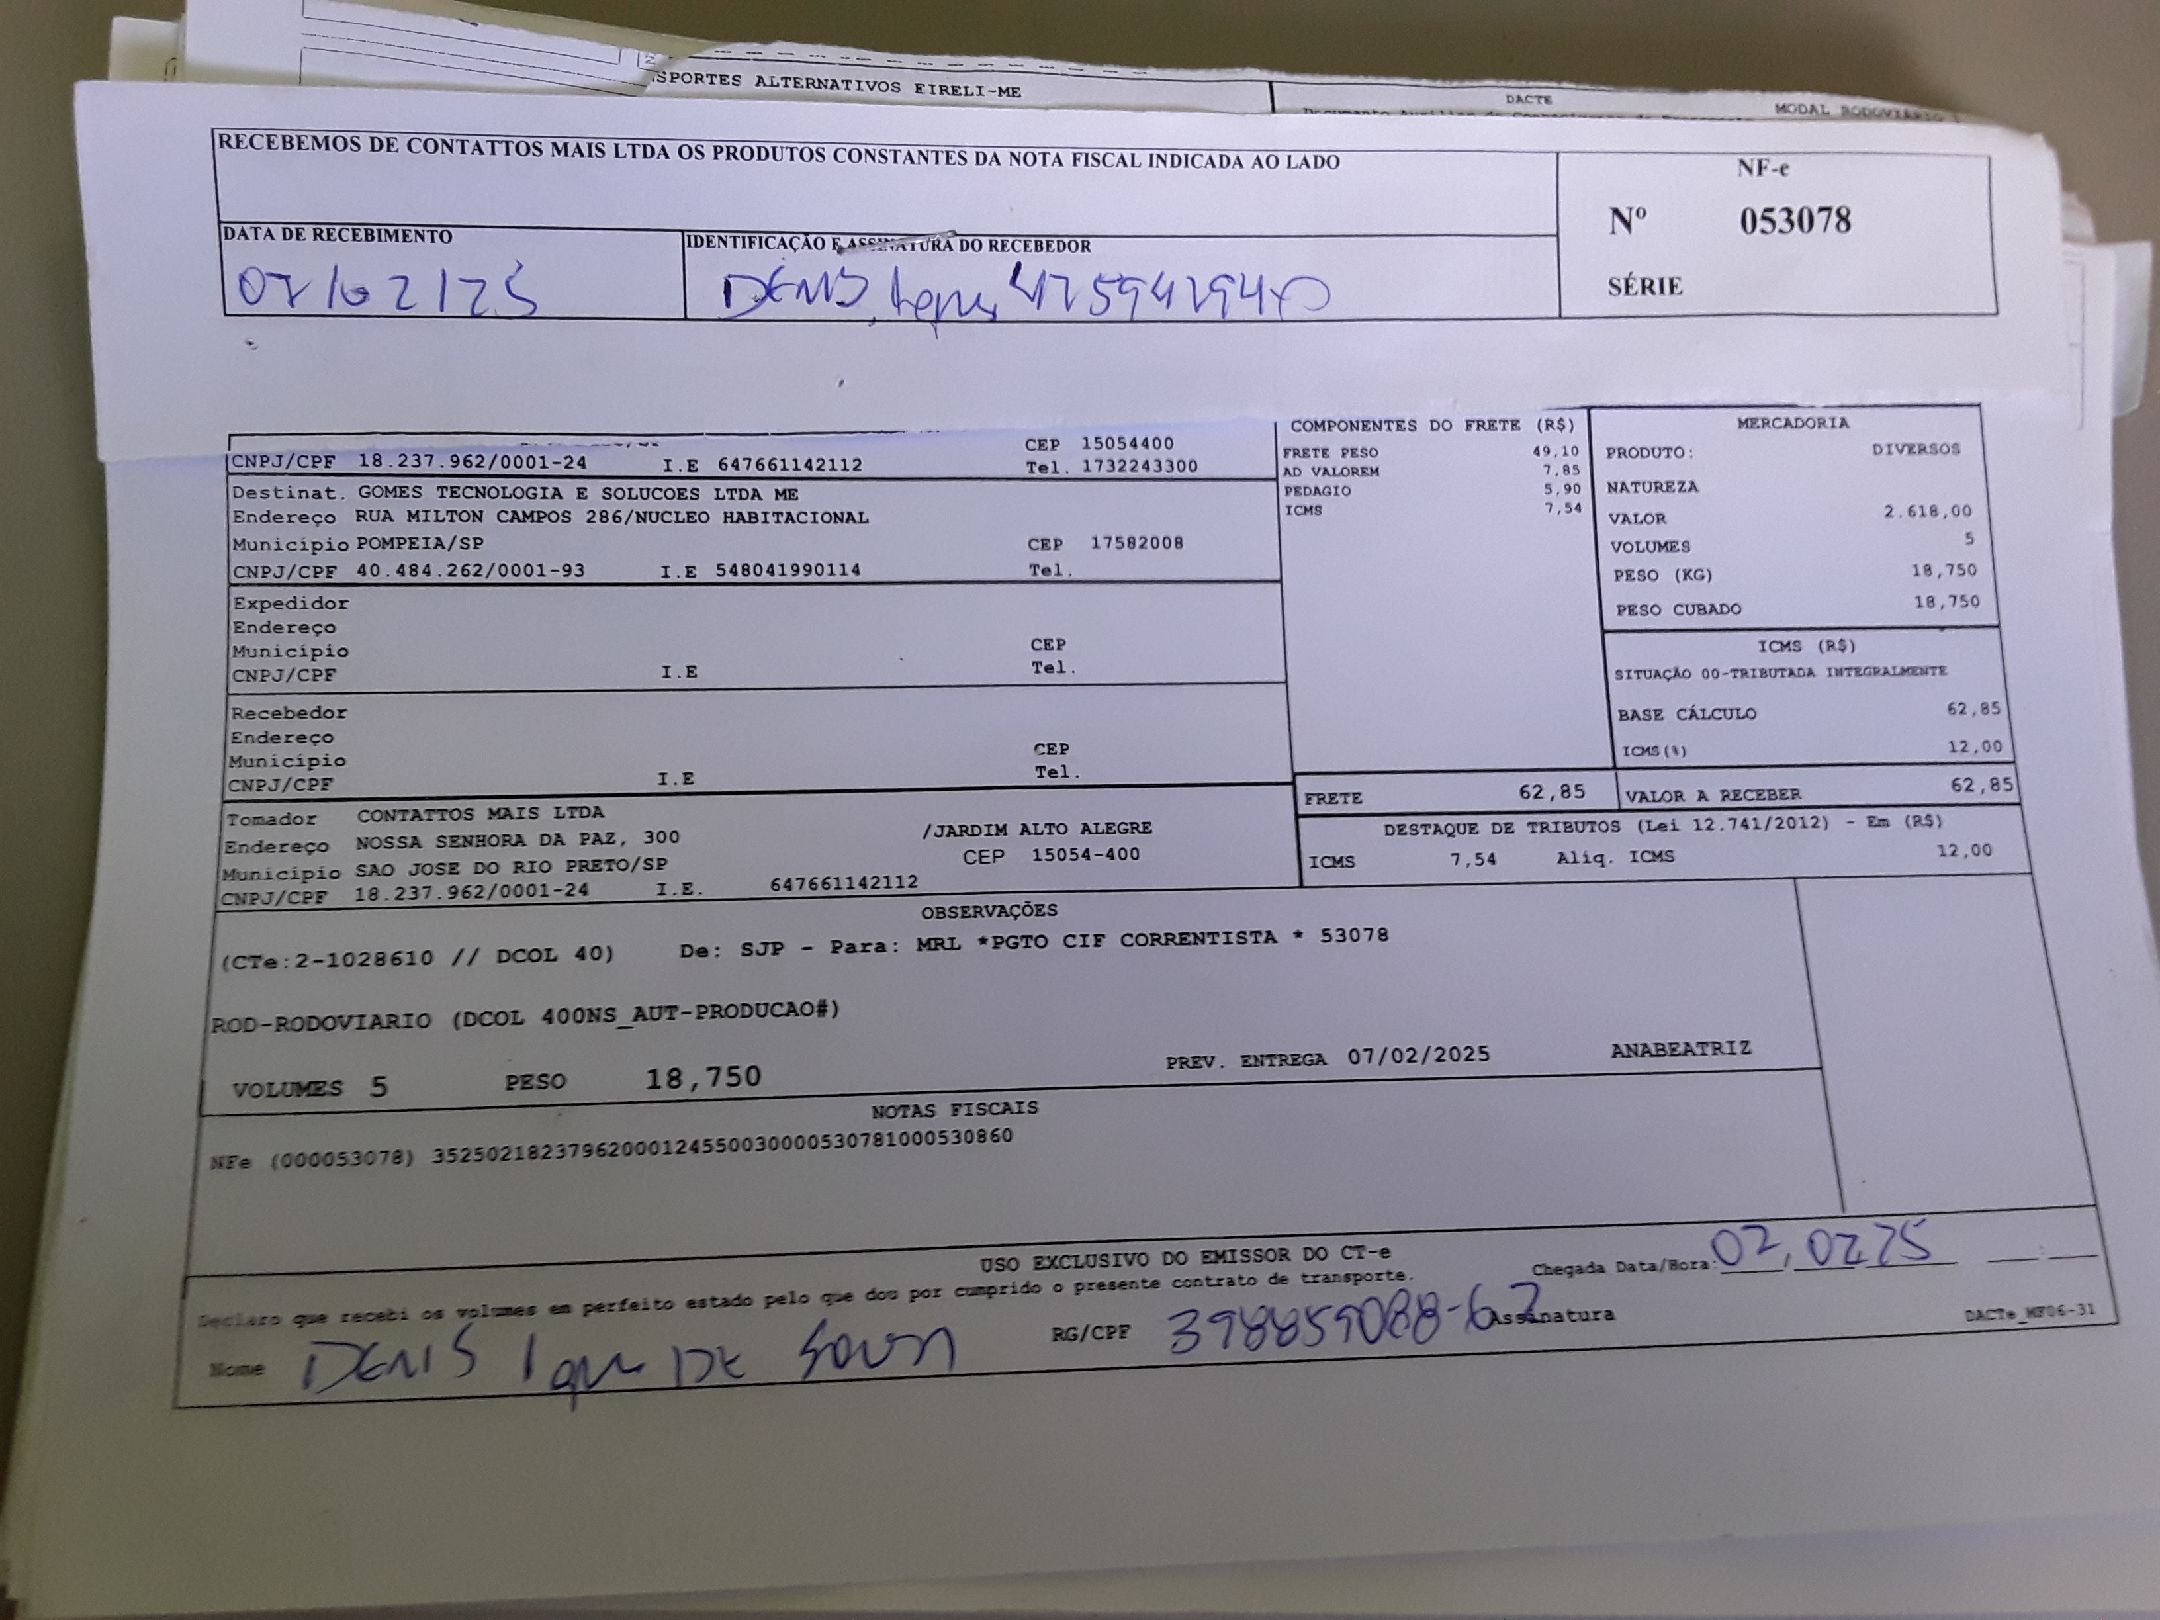 SPORTES ALTERNATIVOS EIRELI-ME
DACTE
MODAL RODOVIÁRIO
RECEBEMOS DE CONTATTOS MAIS LTDA OS PRODUTOS CONSTANTES DA NOTA FISCAL INDICADA AO LADO
NF-e
Nº 053078
SÉRIE
DATA DE RECEBIMENTO
IDENTIFICAÇÃO E ASSINATURA DO RECEBEDOR
07/02/25
DENIS
CEP 15054400
CNPJ/CPF 18.237.962/0001-24 I.E 647661142112 Tel. 1732243300
Destinat. GOMES TECNOLOGIA E SOLUCOES LTDA ME
Endereço RUA MILTON CAMPOS 286/NUCLEO HABITACIONAL
Município POMPEIA/SP CEP 17582008
CNPJ/CPF 40.484.262/0001-93 I.E 548041990114 Tel.
Expedidor
Endereço
Município CEP
CNPJ/CPF I.E Tel.
Recebedor
Endereço
Município CEP
CNPJ/CPF I.E Tel.
Tomador CONTATTOS MAIS LTDA
Endereço NOSSA SENHORA DA PAZ, 300 /JARDIM ALTO ALEGRE
Município SAO JOSE DO RIO PRETO/SP CEP 15054-400
CNPJ/CPF 18.237.962/0001-24 I.E. 647661142112
COMPONENTES DO FRETE (R$)
FRETE PESO 49,10
AD VALOREM 7,85
PEDAGIO 5,90
ICMS 7,54
MERCADORIA
PRODUTO: DIVERSOS
NATUREZA
VALOR 2.618,00
VOLUMES 5
PESO (KG) 18,750
PESO CUBADO 18,750
ICMS (R$)
SITUAÇÃO 00-TRIBUTADA INTEGRALMENTE
BASE CÁLCULO 62,85
ICMS(%) 12,00
FRETE 62,85 VALOR A RECEBER 62,85
DESTAQUE DE TRIBUTOS (Lei 12.741/2012) - Em (R$)
ICMS 7,54 Aliq. ICMS 12,00
OBSERVAÇÕES
(CTe:2-1028610 // DCOL 40) De: SJP - Para: MRL *PGTO CIF CORRENTISTA * 53078
ROD-RODOVIARIO (DCOL 400NS_AUT-PRODUCAO#)
VOLUMES 5 PESO 18,750 PREV. ENTREGA 07/02/2025 ANABEATRIZ
NOTAS FISCAIS
NFe (000053078) 35250218237962000124550030000530781000530860
USO EXCLUSIVO DO EMISSOR DO CT-e
Declaro que recebi os volumes em perfeito estado pelo que dou por cumprido o presente contrato de transporte.
Chegada Data/Hora: 07, 02 25
Nome DENIS DE RG/CPF Assinatura
DACTe_MF06-31